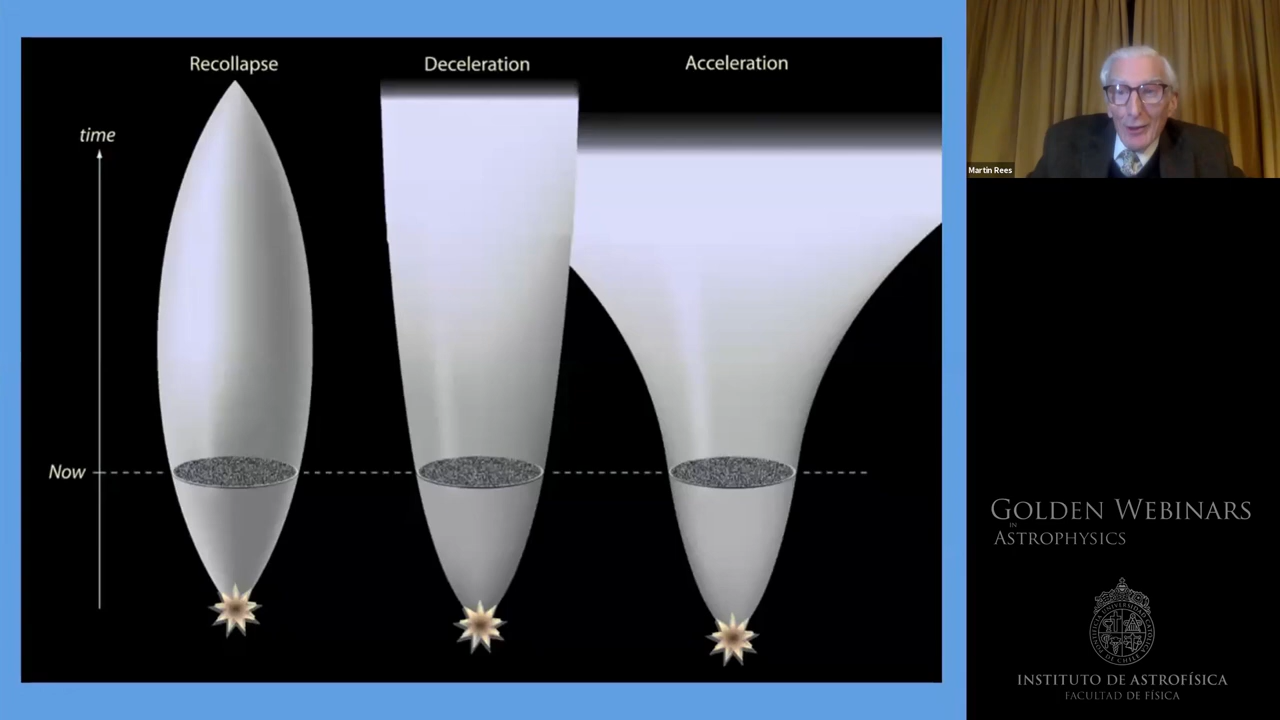 Recollapse
Deceleration
Acceleration
time
Now
Martin Rees
GOLDEN WEBINARS
IN
ASTROPHYSICS
INSTITUTO DE ASTROFÍSICA
FACULTAD DE FÍSICA